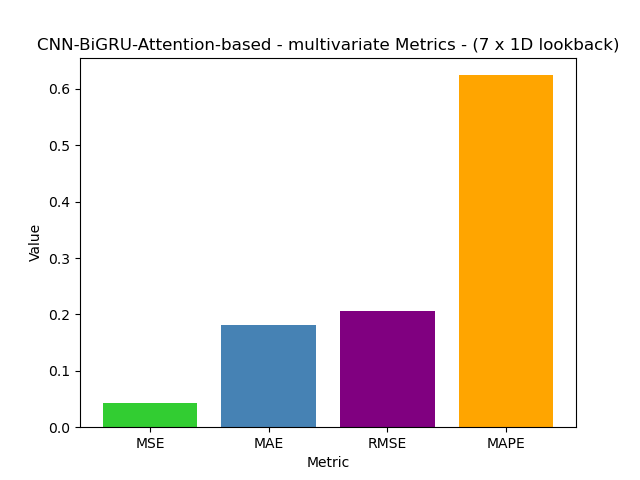 CNN-BiGRU-Attention-based - multivariate Metrics - (7 x 1D lookback)
0.6
0.5
0.4
0.3
0.2
0.1
0.0
Value
MSE MAE RMSE MAPE
Metric